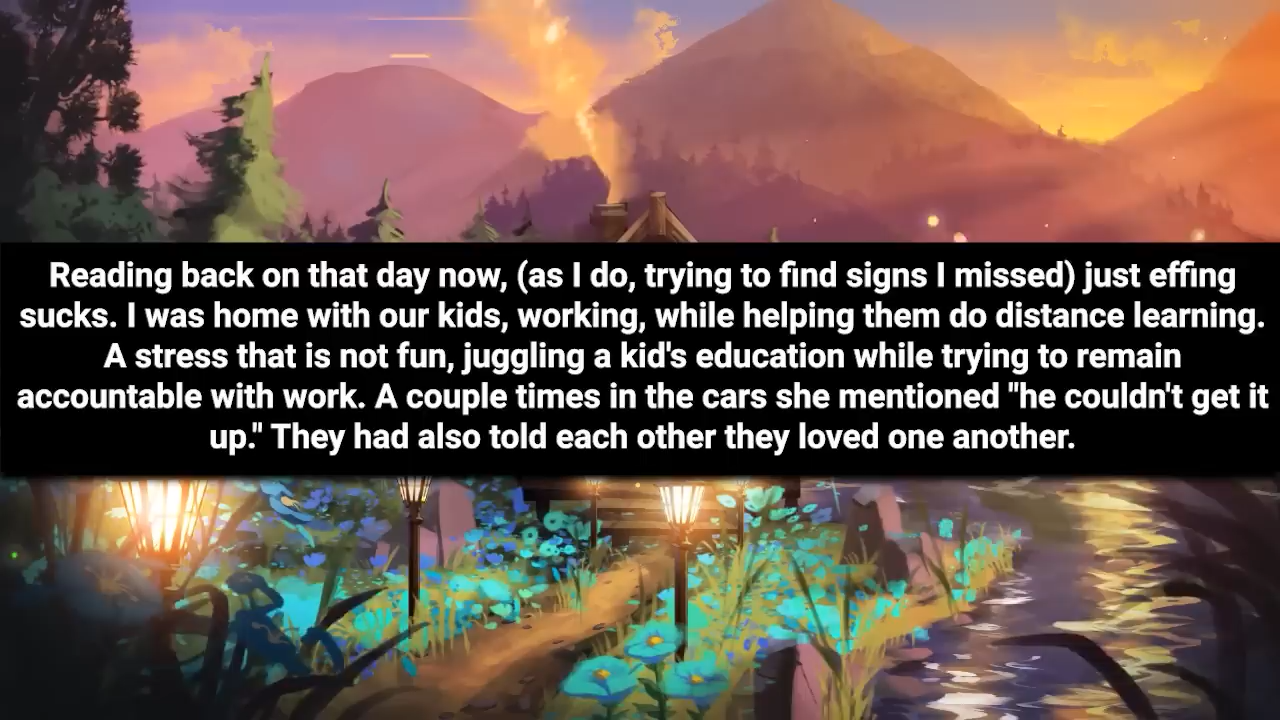 Reading back on that day now, (as I do, trying to find signs I missed) just effing
sucks. I was home with our kids, working, while helping them do distance learning.
A stress that is not fun, juggling a kid's education while trying to remain
accountable with work. A couple times in the cars she mentioned "he couldn't get it
up." They had also told each other they loved one another.